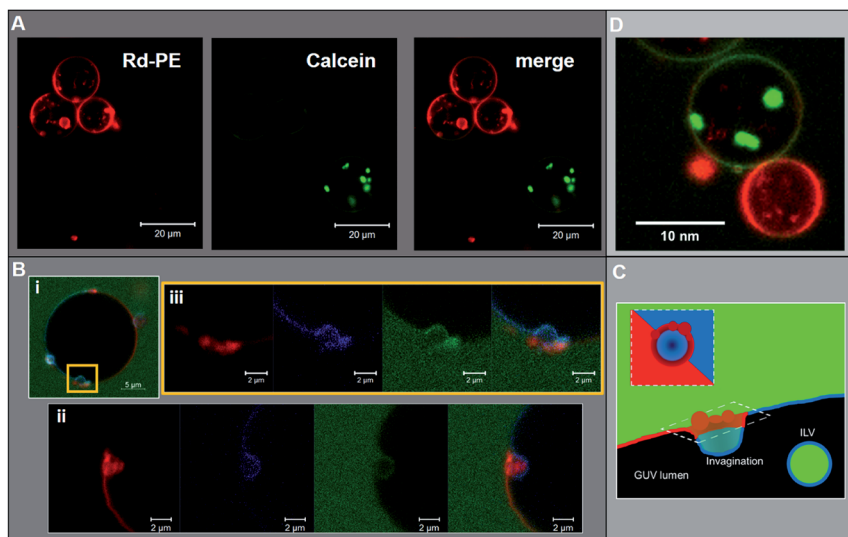 A
Rd-PE
Calcein
merge
20 µm
20 µm
20 µm
D
10 nm
B
i
5 µm
iii
2 µm
2 µm
2 µm
2 µm
ii
2 µm
2 µm
2 µm
2 µm
C
ILV
Invagination
GUV lumen